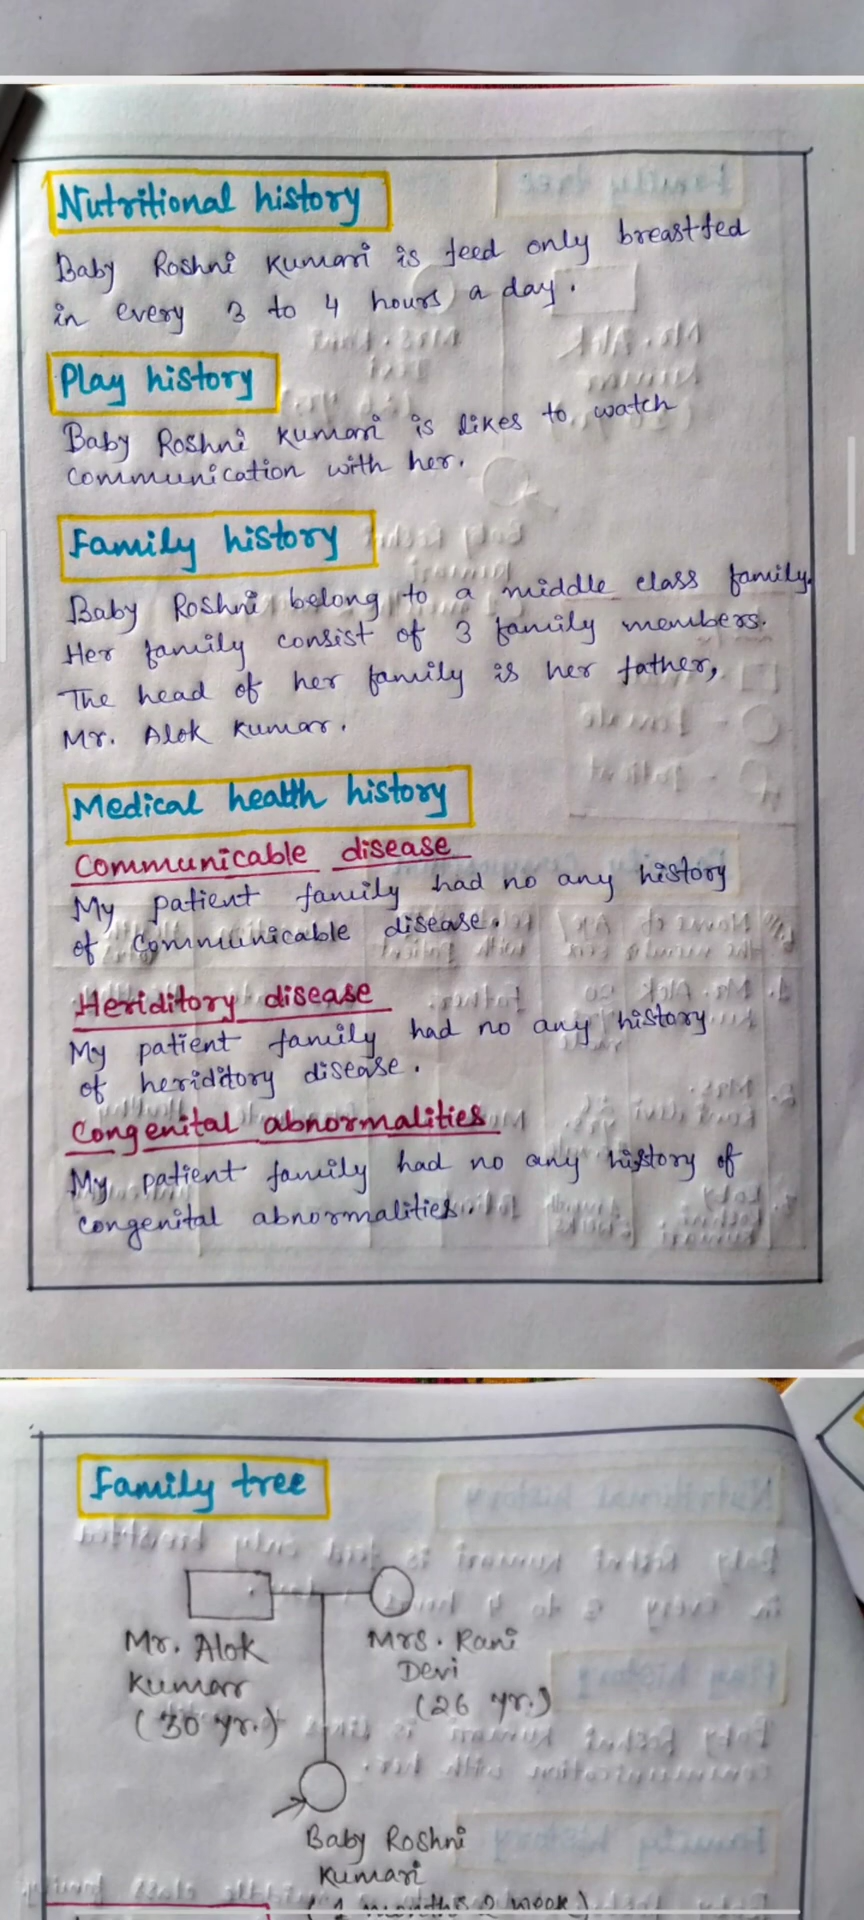 Nutritional history
Baby Roshni Kumari is feed only breastfed
in every 3 to 4 hours a day.
Play history
Baby Roshni Kumari is likes to watch
communication with her.
Family history
Baby Roshni belong to a middle class family.
Her family consist of 3 family members.
The head of her family is her father,
Mr. Alok Kumar.
Medical health history
Communicable disease
My patient family had no any history
of Communicable disease.
Heriditory disease
My patient family had no any history
of heriditory disease.
Congenital abnormalities
My patient family had no any history of
congenital abnormalities.
Family tree
Mr. Alok
Kumar
(30 yr.)
Mrs. Rani
Devi
(26 yr.)
Baby Roshni
Kumari